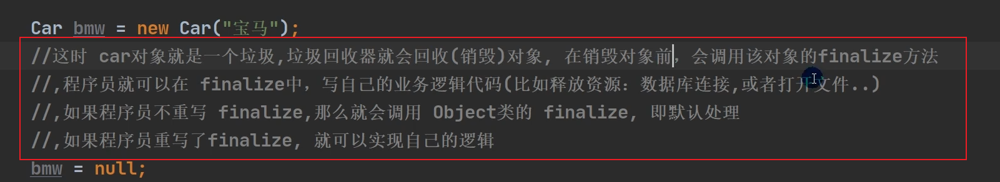 Car bmw = new Car("宝马");
//这时 car对象就是一个垃圾,垃圾回收器就会回收(销毁)对象, 在销毁对象前，会调用该对象的finalize方法
//,程序员就可以在 finalize中，写自己的业务逻辑代码(比如释放资源：数据库连接,或者打开文件..)
//,如果程序员不重写 finalize,那么就会调用 Object类的 finalize, 即默认处理
//,如果程序员重写了finalize, 就可以实现自己的逻辑
bmw = null;